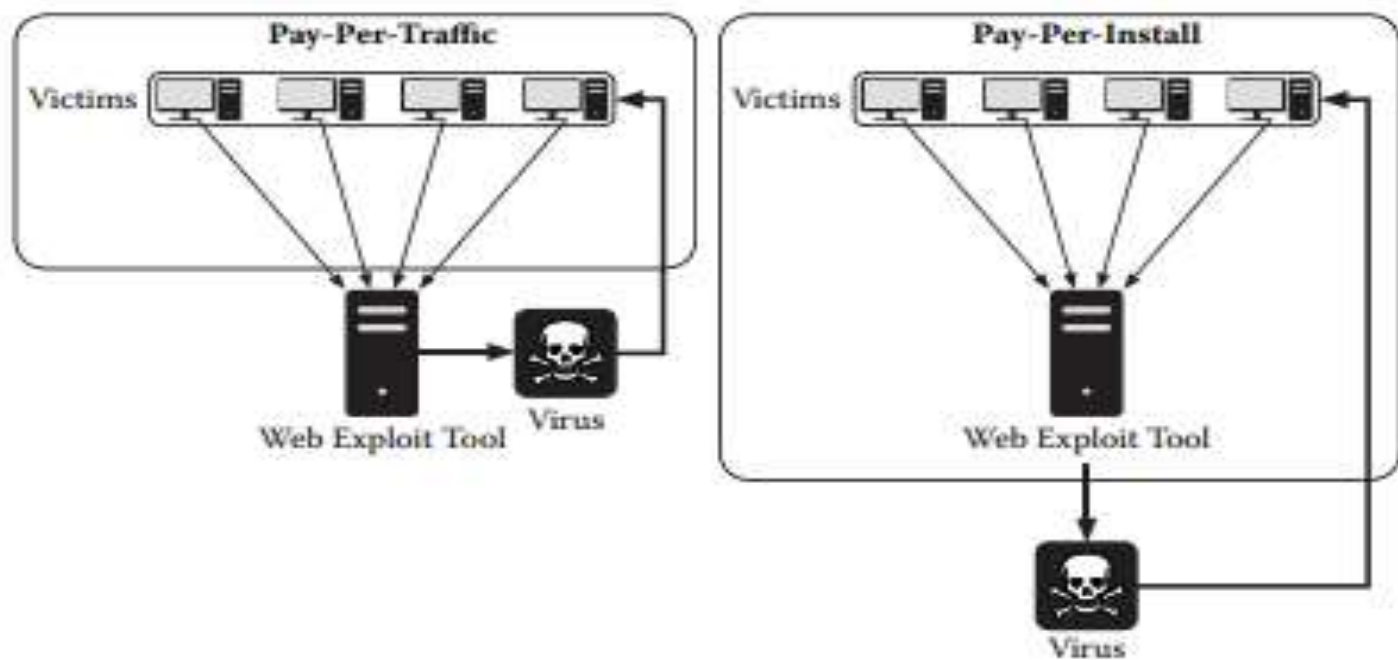 Pay-Per-Traffic
Victims
Web Exploit Tool
Virus
Pay-Per-Install
Victims
Web Exploit Tool
Virus